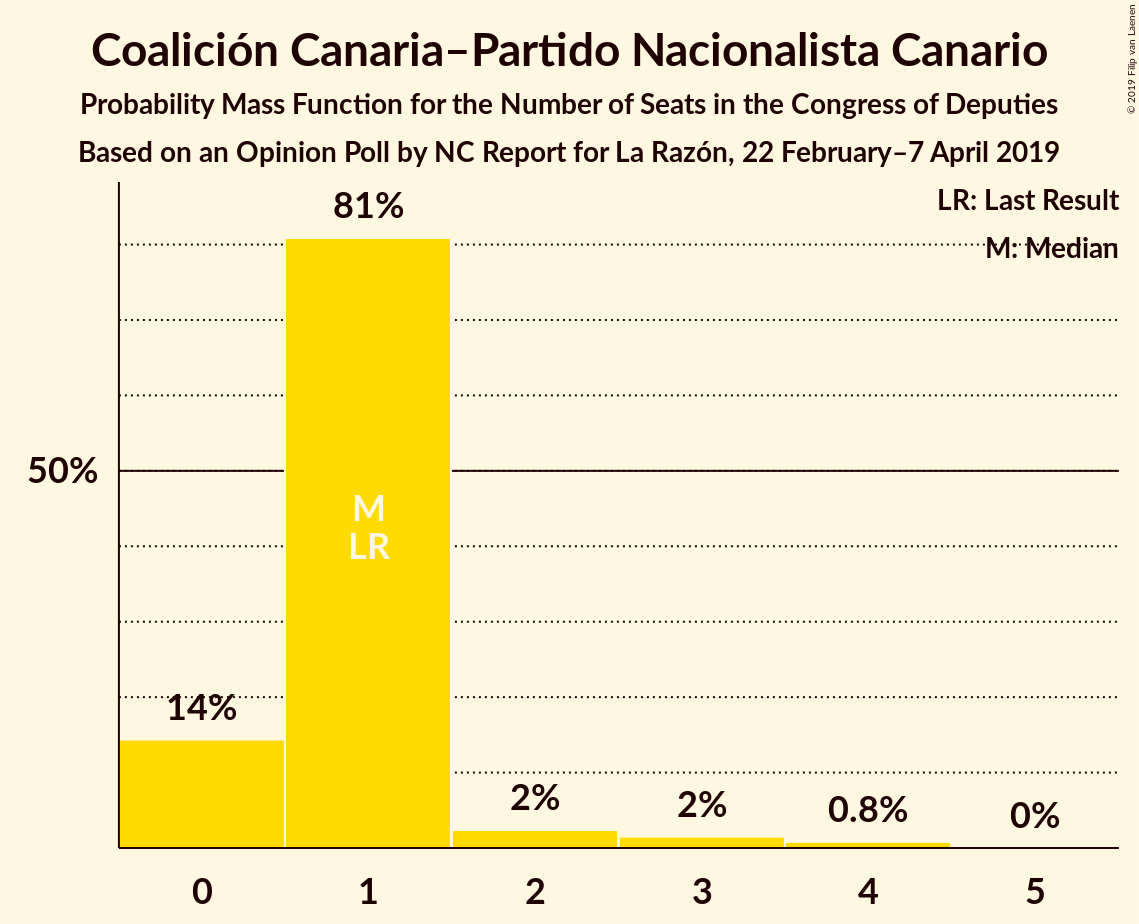 Coalición Canaria–Partido Nacionalista Canario
Probability Mass Function for the Number of Seats in the Congress of Deputies
Based on an Opinion Poll by NC Report for La Razón, 22 February–7 April 2019
© 2019 Filip van Laenen
LR: Last Result
M: Median
81%
50%
M
LR
14%
2%
2%
0.8%
0%
0 1 2 3 4 5